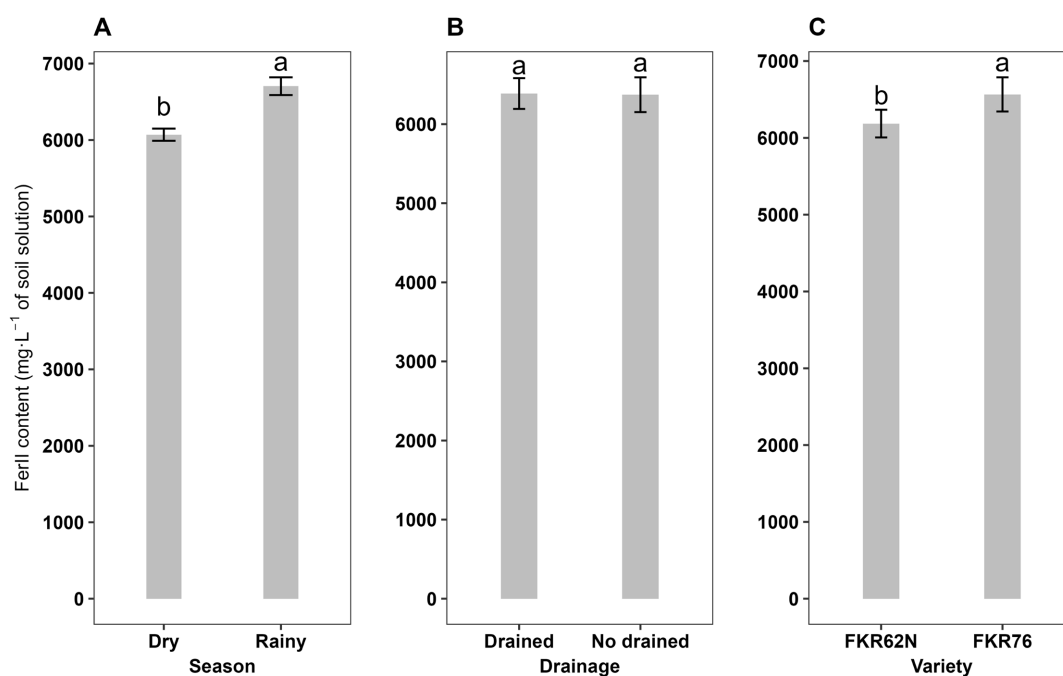 A
B
C
FerII content (mg·L⁻¹ of soil solution)
7000
6000
5000
4000
3000
2000
1000
0
b
a
Dry
Rainy
Season
6000
5000
4000
3000
2000
1000
0
a
a
Drained
No drained
Drainage
7000
6000
5000
4000
3000
2000
1000
0
b
a
FKR62N
FKR76
Variety